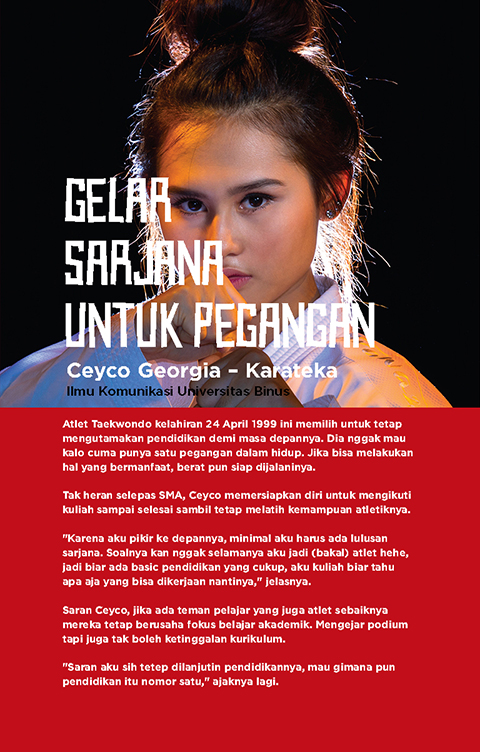 GELAR
SARJANA
UNTUK PEGANGAN
Ceyco Georgia – Karateka
Ilmu Komunikasi Universitas Binus
Atlet Taekwondo kelahiran 24 April 1999 ini memilih untuk tetap
mengutamakan pendidikan demi masa depannya. Dia nggak mau
kalo cuma punya satu pegangan dalam hidup. Jika bisa melakukan
hal yang bermanfaat, berat pun siap dijalaninya.
Tak heran selepas SMA, Ceyco memersiapkan diri untuk mengikuti
kuliah sampai selesai sambil tetap melatih kemampuan atletiknya.
"Karena aku pikir ke depannya, minimal aku harus ada lulusan
sarjana. Soalnya kan nggak selamanya aku jadi (bakal) atlet hehe,
jadi biar ada basic pendidikan yang cukup, aku kuliah biar tahu
apa aja yang bisa dikerjaan nantinya," jelasnya.
Saran Ceyco, jika ada teman pelajar yang juga atlet sebaiknya
mereka tetap berusaha fokus belajar akademik. Mengejar podium
tapi juga tak boleh ketinggalan kurikulum.
"Saran aku sih tetep dilanjutin pendidikannya, mau gimana pun
pendidikan itu nomor satu," ajaknya lagi.